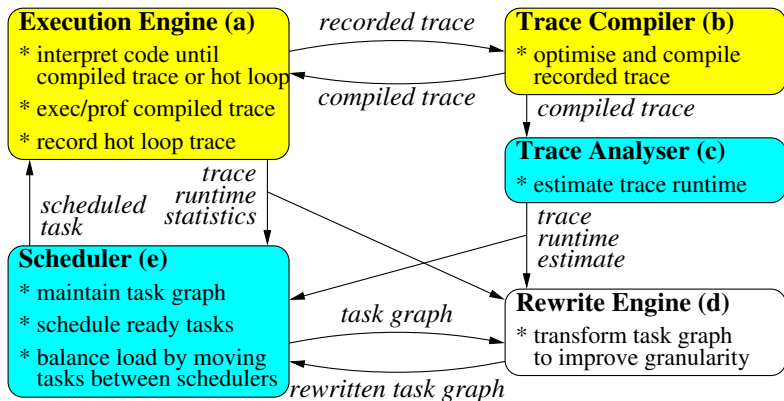 Execution Engine (a)
* interpret code until
compiled trace or hot loop
* exec/prof compiled trace
* record hot loop trace
recorded trace
compiled trace
Trace Compiler (b)
* optimise and compile
recorded trace
compiled trace
Trace Analyser (c)
* estimate trace runtime
scheduled
task
trace
runtime
statistics
trace
runtime
estimate
Scheduler (e)
* maintain task graph
* schedule ready tasks
* balance load by moving
tasks between schedulers
task graph
rewritten task graph
Rewrite Engine (d)
* transform task graph
to improve granularity